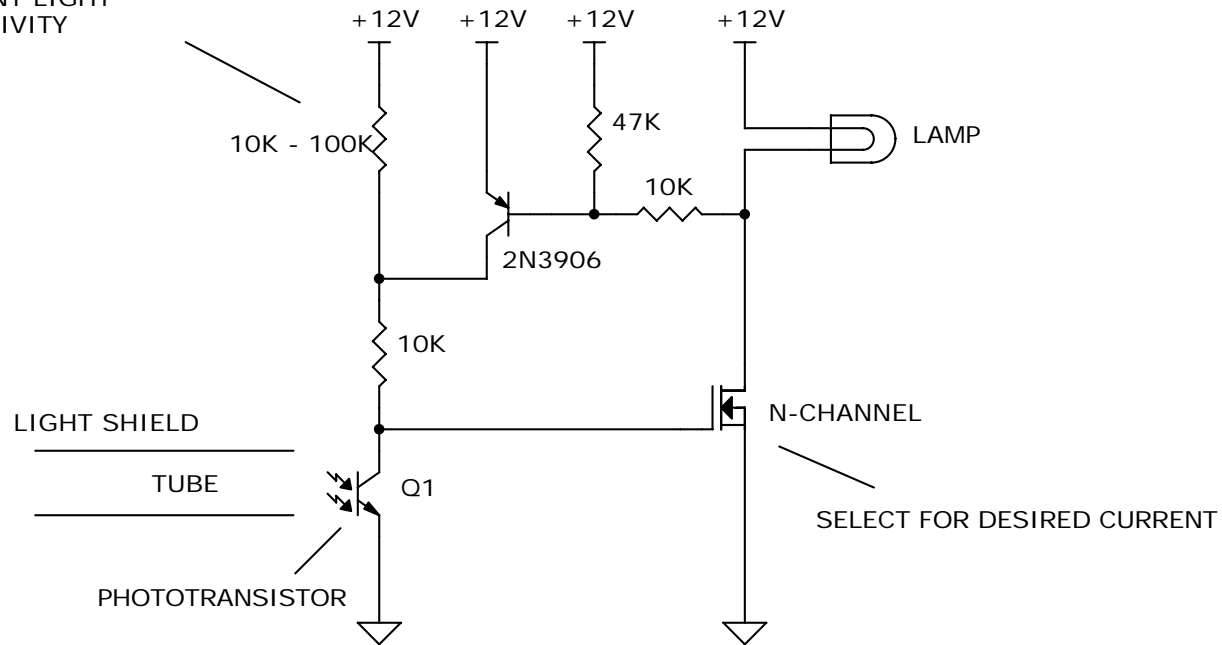 IVITY
+12V
+12V
+12V
+12V
10K - 100K
47K
LAMP
10K
2N3906
10K
N-CHANNEL
LIGHT SHIELD
TUBE
Q1
SELECT FOR DESIRED CURRENT
PHOTOTRANSISTOR